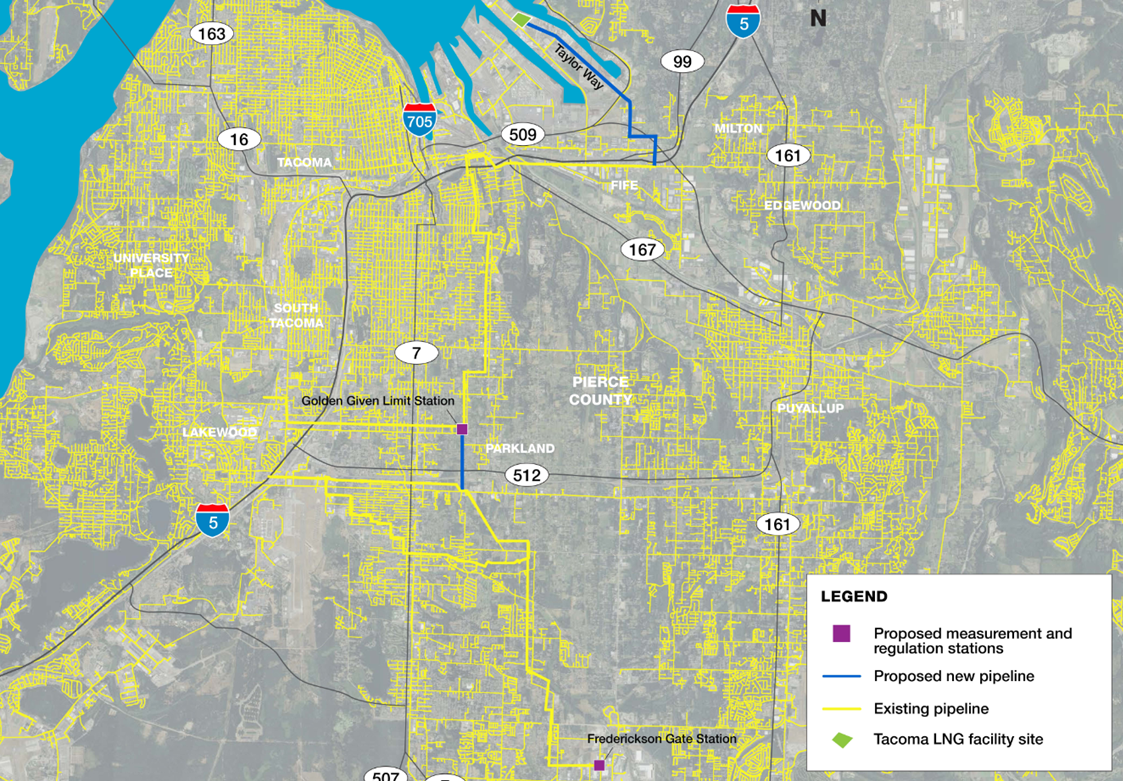 163
5
N
99
Taylor Way
705
509
MILTON
16
161
TACOMA
FIFE
EDGEWOOD
167
UNIVERSITY
PLACE
SOUTH
TACOMA
7
PIERCE
COUNTY
Golden Given Limit Station
PUYALLUP
LAKEWOOD
PARKLAND
512
5
161
LEGEND
Proposed measurement and
regulation stations
Proposed new pipeline
Existing pipeline
Tacoma LNG facility site
Frederickson Gate Station
507